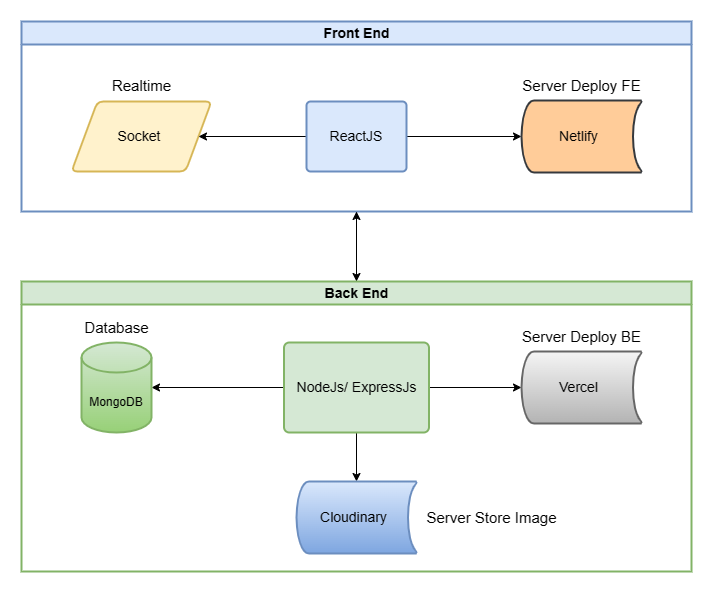 Front End
Realtime
Server Deploy FE
Socket
ReactJS
Netlify
Back End
Database
Server Deploy BE
MongoDB
NodeJs/ ExpressJs
Vercel
Cloudinary
Server Store Image